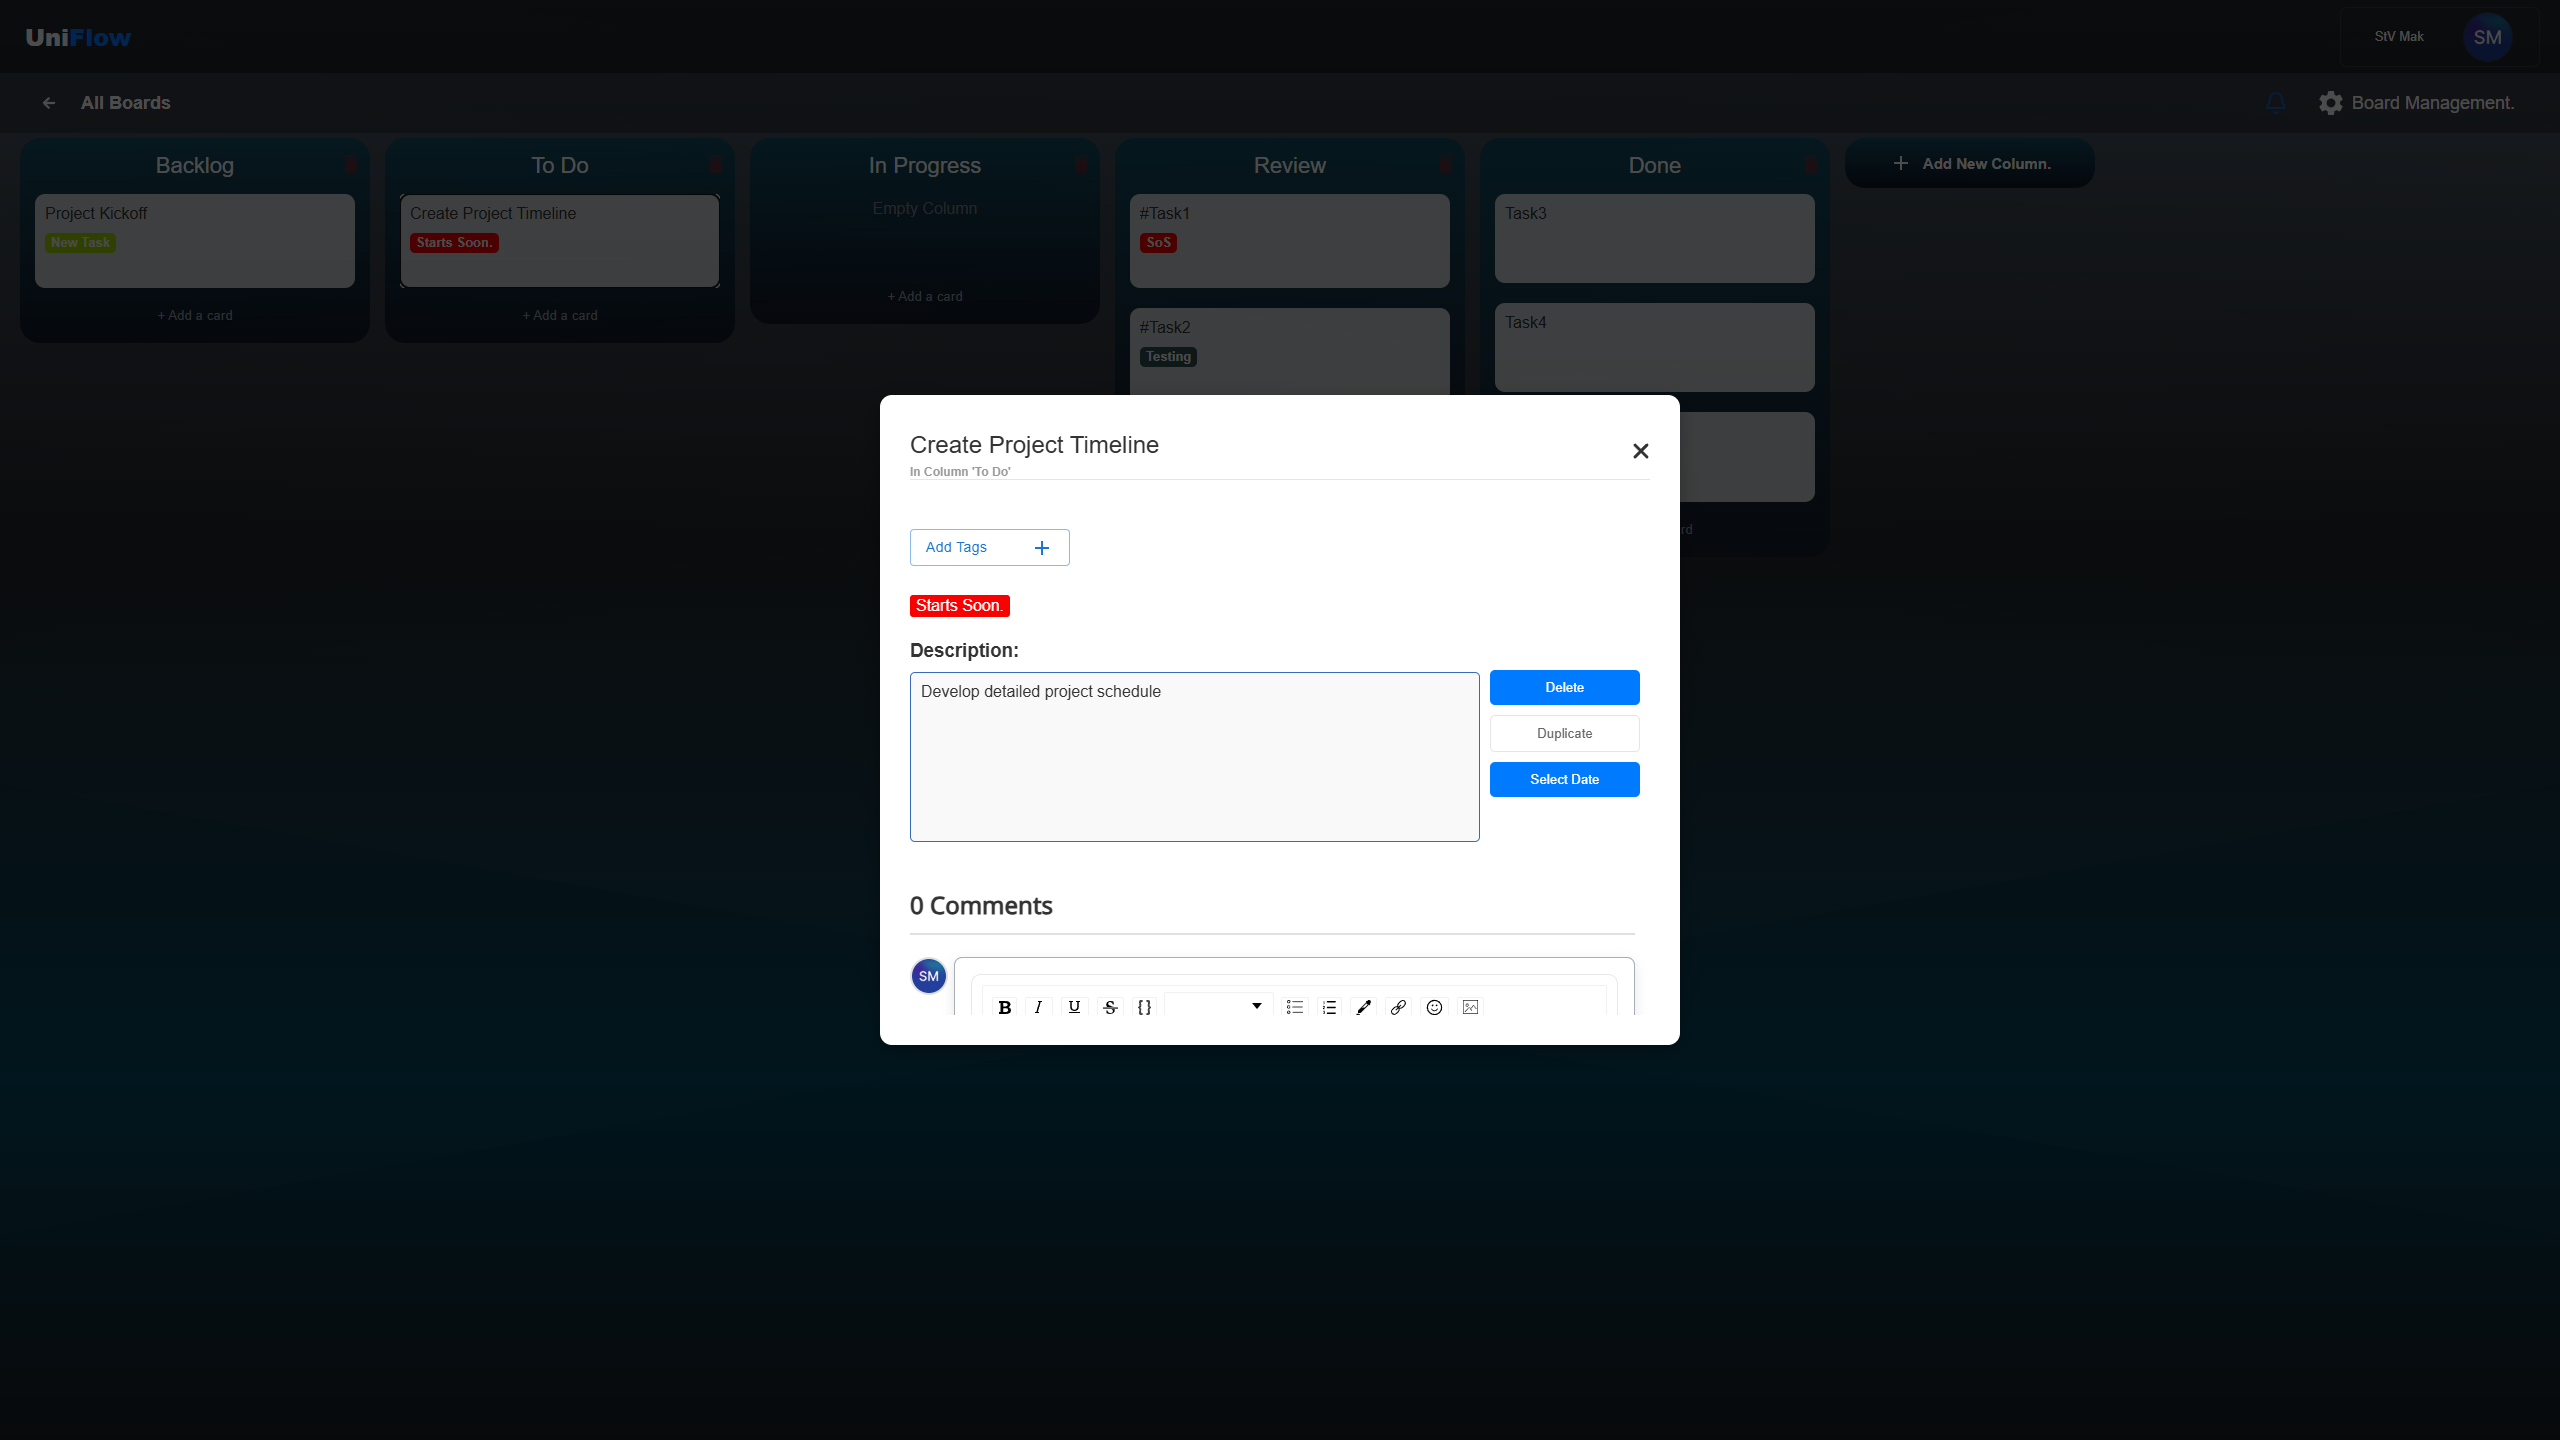 UniFlow
StV Mak
SM
All Boards
Board Management.
Backlog
Project Kickoff
New Task
+ Add a card
To Do
Create Project Timeline
Starts Soon.
+ Add a card
In Progress
Empty Column
+ Add a card
Review
#Task1
SoS
#Task2
Testing
Done
Task3
Task4
rd
+ Add New Column.
Create Project Timeline
In Column 'To Do'
Add Tags +
Starts Soon.
Description:
Develop detailed project schedule
Delete
Duplicate
Select Date
0 Comments
SM
B I U S {}